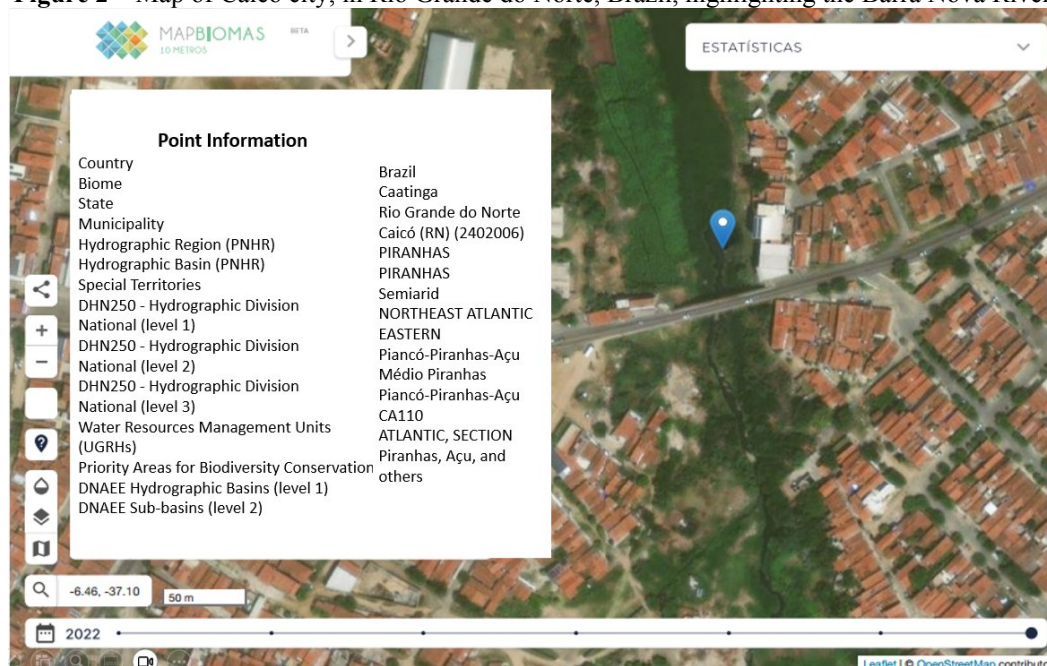 Figure 2 – Map of Caicó city, in Rio Grande do Norte, Brazil, highlighting the Barra Nova River
MAPBIOMAS BETA
10 METROS
ESTATÍSTICAS
Point Information
Country
Biome
State
Municipality
Hydrographic Region (PNHR)
Hydrographic Basin (PNHR)
Special Territories
DHN250 - Hydrographic Division
National (level 1)
DHN250 - Hydrographic Division
National (level 2)
DHN250 - Hydrographic Division
National (level 3)
Water Resources Management Units
(UGRHs)
Priority Areas for Biodiversity Conservation
DNAEE Hydrographic Basins (level 1)
DNAEE Sub-basins (level 2)
Brazil
Caatinga
Rio Grande do Norte
Caicó (RN) (2402006)
PIRANHAS
PIRANHAS
Semiarid
NORTHEAST ATLANTIC
EASTERN
Piancó-Piranhas-Açu
Médio Piranhas
Piancó-Piranhas-Açu
CA110
ATLANTIC, SECTION
Piranhas, Açu, and
others
-6.46, -37.10
50 m
2022
Leaflet | © OpenStreetMap contributo